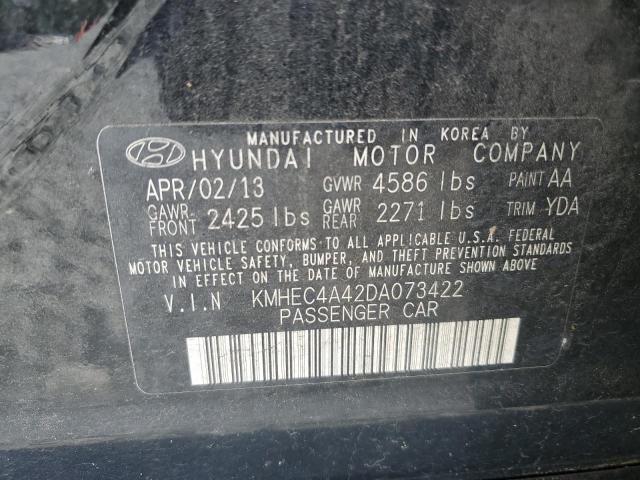 MANUFACTURED IN KOREA BY
HYUNDAI MOTOR COMPANY
APR/02/13 GVWR 4586 lbs PAINT AA
GAWR-FRONT 2425 lbs GAWR REAR 2271 lbs TRIM YDA
THIS VEHICLE CONFORMS TO ALL APPLICABLE U.S.A. FEDERAL
MOTOR VEHICLE SAFETY, BUMPER, AND THEFT PREVENTION STANDARDS
IN EFFECT ON THE DATE OF MANUFACTURE SHOWN ABOVE.
V.I.N KMHEC4A42DA073422
PASSENGER CAR